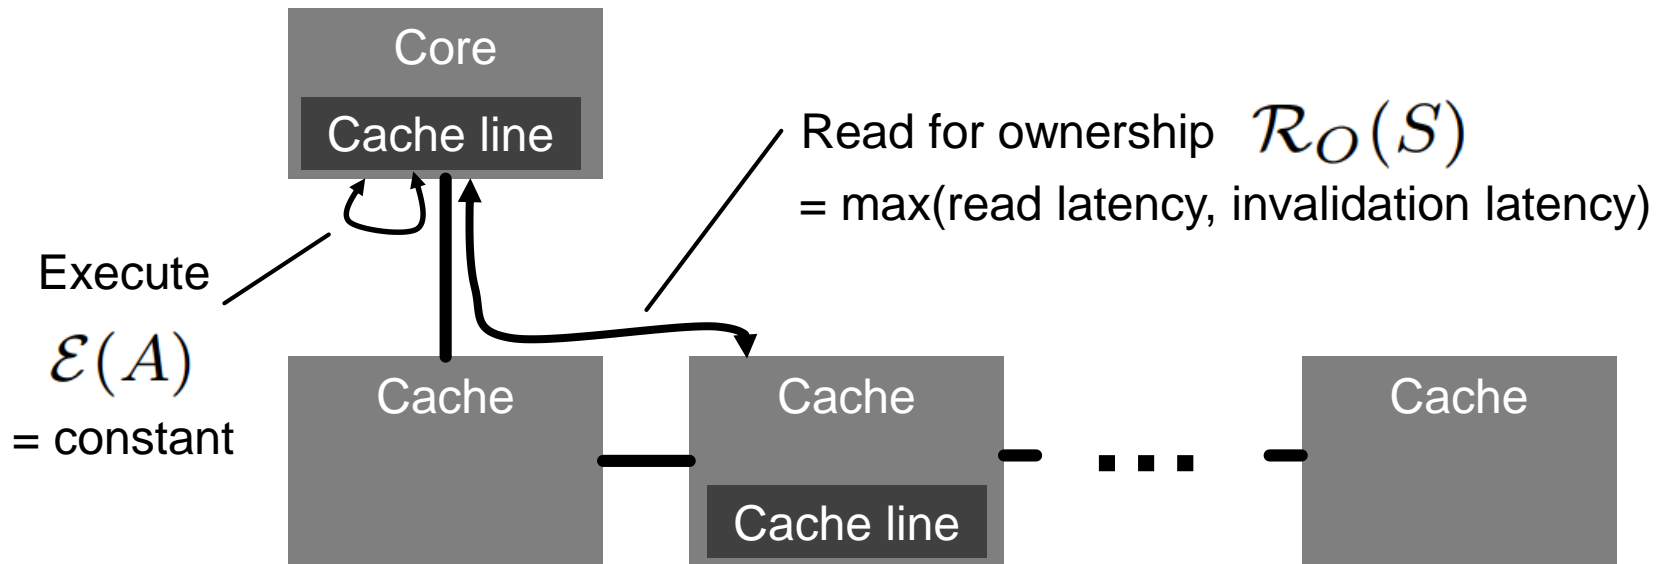 Core
Cache line
Read for ownership 𝓡_O(S)
= max(read latency, invalidation latency)
Execute
𝓔(A)
= constant
Cache
Cache
Cache
Cache line